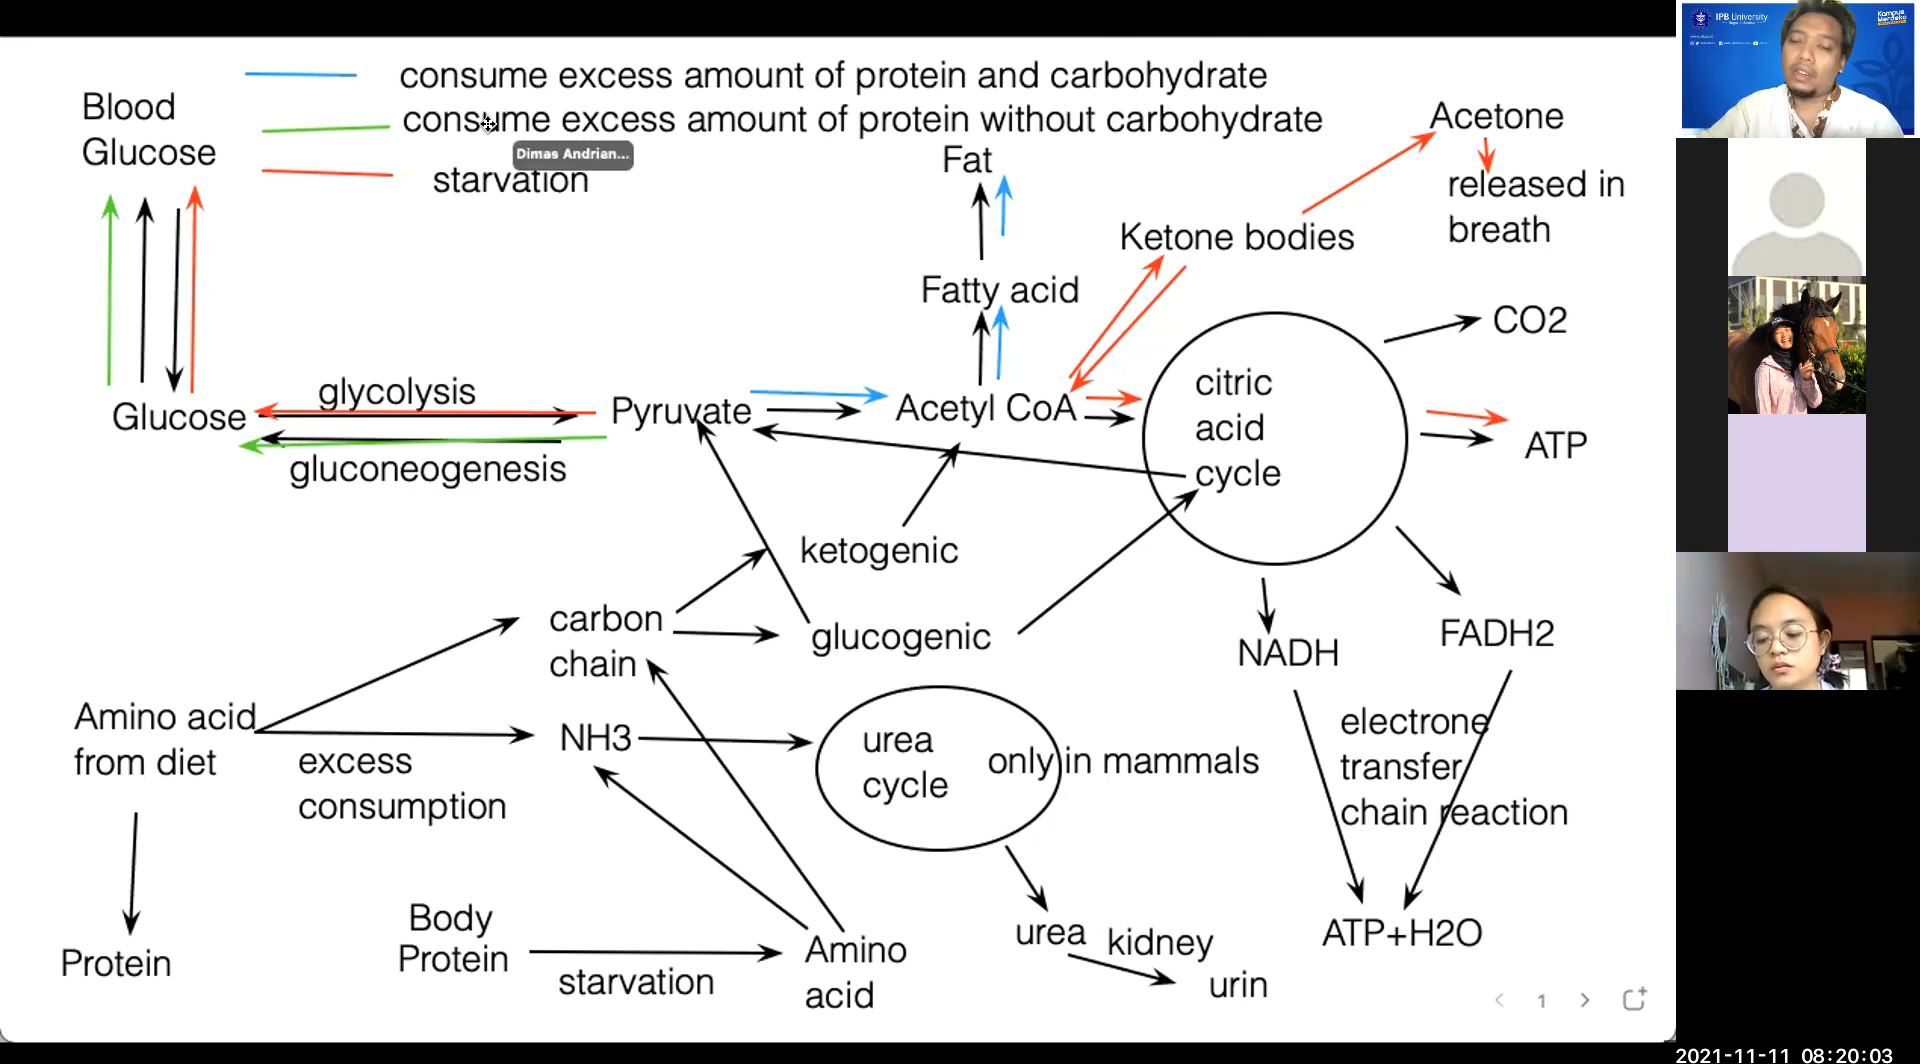 consume excess amount of protein and carbohydrate
consume excess amount of protein without carbohydrate
Dimas Andrian...
starvation
Blood
Glucose
Fat
Acetone
released in
breath
Ketone bodies
Fatty acid
CO2
glycolysis
Glucose
Pyruvate
Acetyl CoA
citric
acid
cycle
ATP
gluconeogenesis
ketogenic
carbon
chain
glucogenic
NADH
FADH2
Amino acid
from diet
excess
consumption
NH3
urea
cycle
only in mammals
electrone
transfer
chain reaction
Protein
Body
Protein
starvation
Amino
acid
urea
kidney
urin
ATP+H2O
1
IPB University
Kampus
Merdeka
2021-11-11 08:20:03